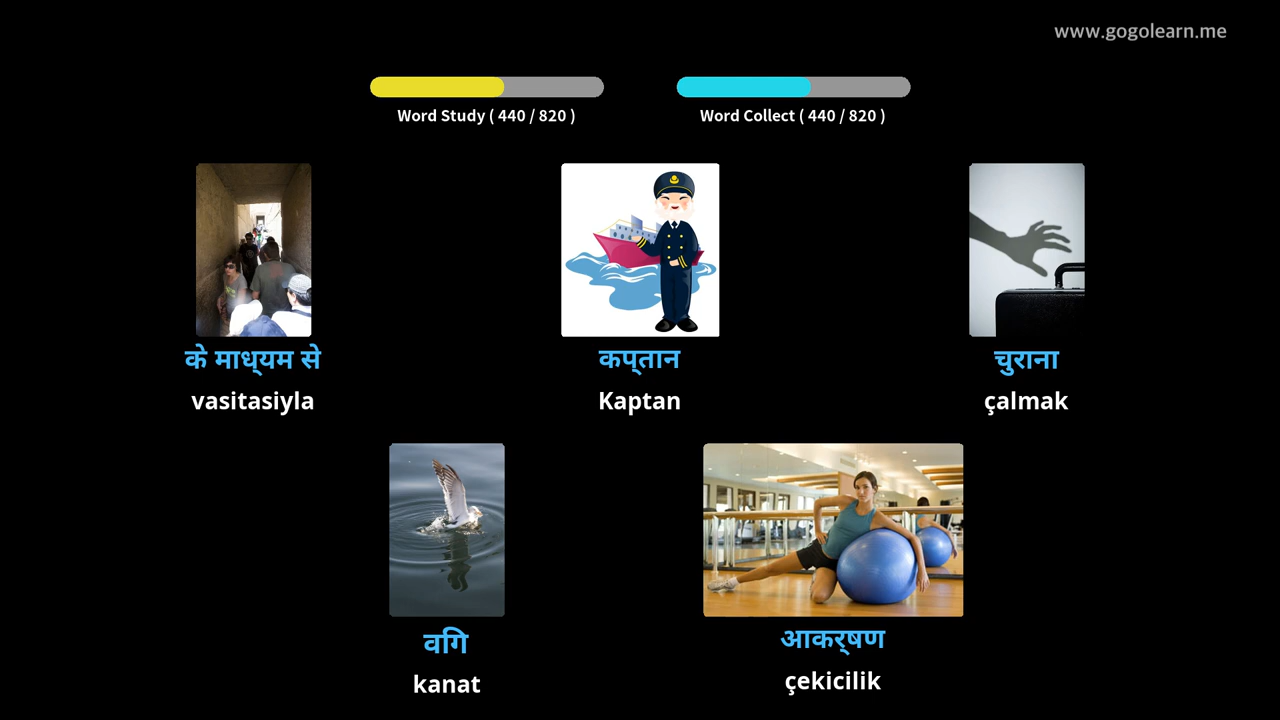 www.gogolearn.me
Word Study ( 440 / 820 )
Word Collect ( 440 / 820 )
के माध्यम से
vasitasiyla
कप्तान
Kaptan
चुराना
çalmak
वगि
kanat
आकर्षण
çekicilik